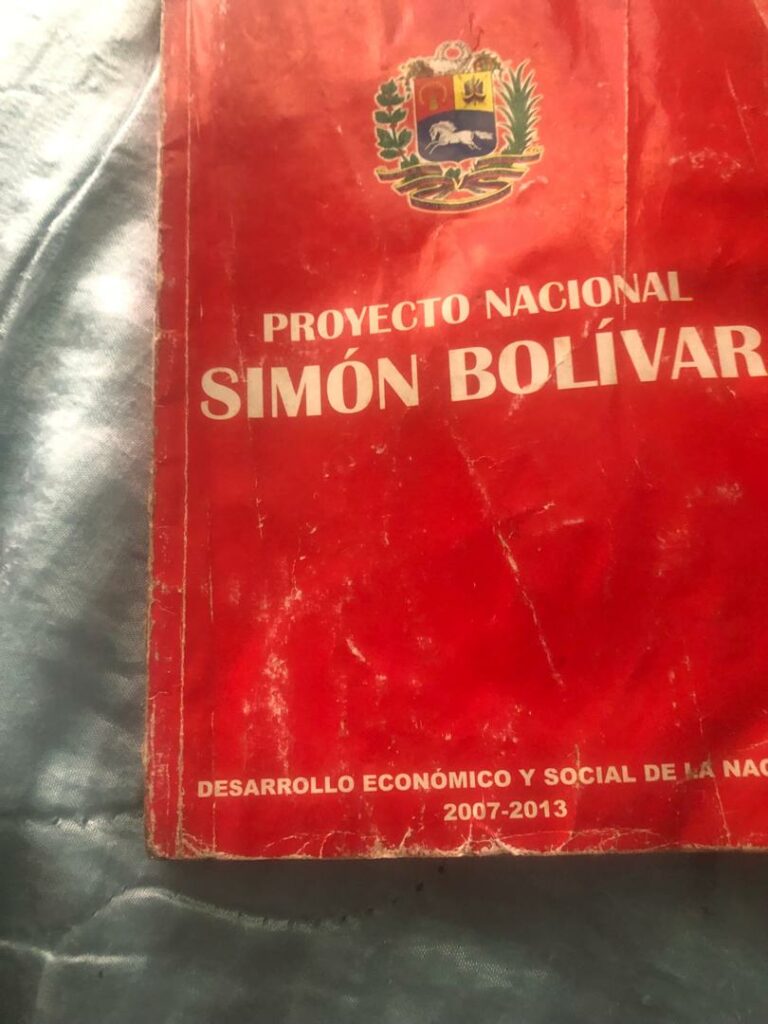 PROYECTO NACIONAL
SIMÓN BOLÍVAR
DESARROLLO ECONÓMICO Y SOCIAL DE LA
2007-2013